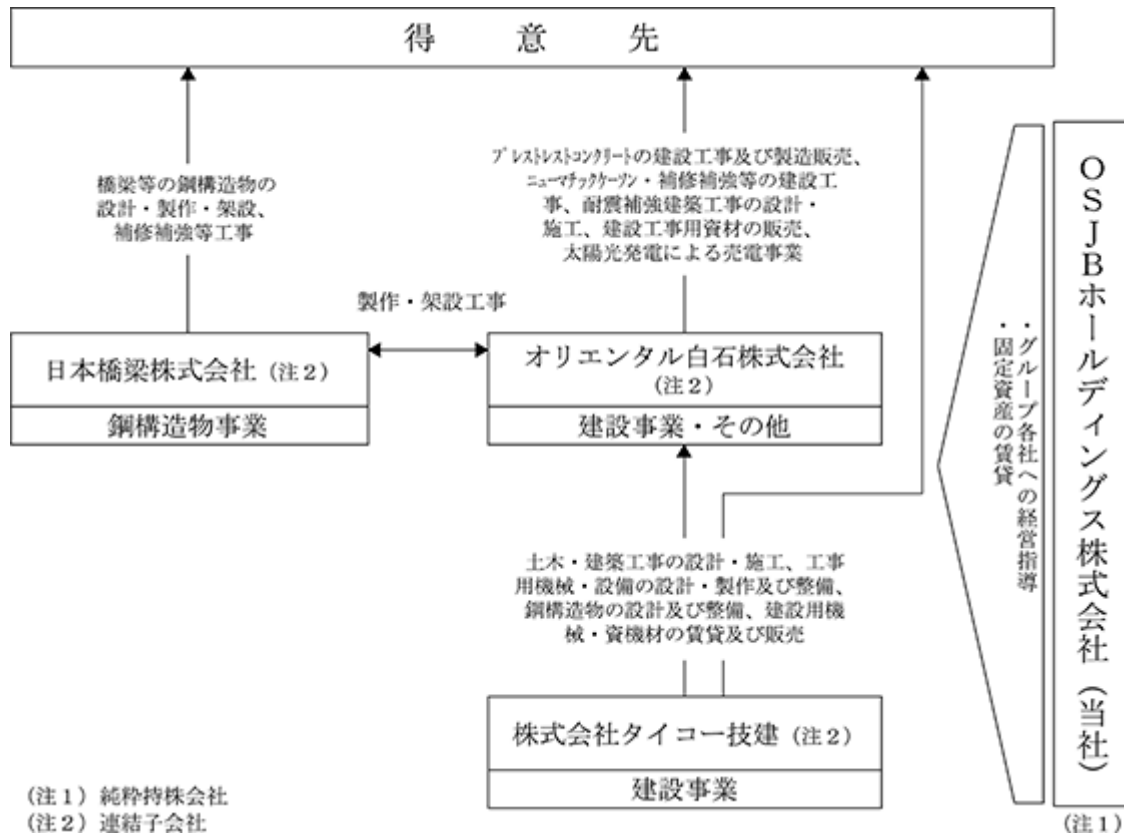 得意先
橋梁等の鋼構造物の
設計・製作・架設、
補修補強等工事
プレストレストコンクリートの建設工事及び製造販売、
ニューマチックケーソン・補修補強等の建設工
事、耐震補強建築工事の設計・
施工、建設工事用資材の販売、
太陽光発電による売電事業
製作・架設工事
日本橋梁株式会社(注2)
鋼構造物事業
オリエンタル白石株式会社
(注2)
建設事業・その他
土木・建築工事の設計・施工、工事
用機械・設備の設計・製作及び整備、
鋼構造物の設計及び整備、建設用機
械・資機材の賃貸及び販売
株式会社タイコー技建(注2)
建設事業
・グループ各社への経営指導
・固定資産の賃貸
OSJBホールディングス株式会社(当社)
(注1)
(注1)純粋持株会社
(注2)連結子会社